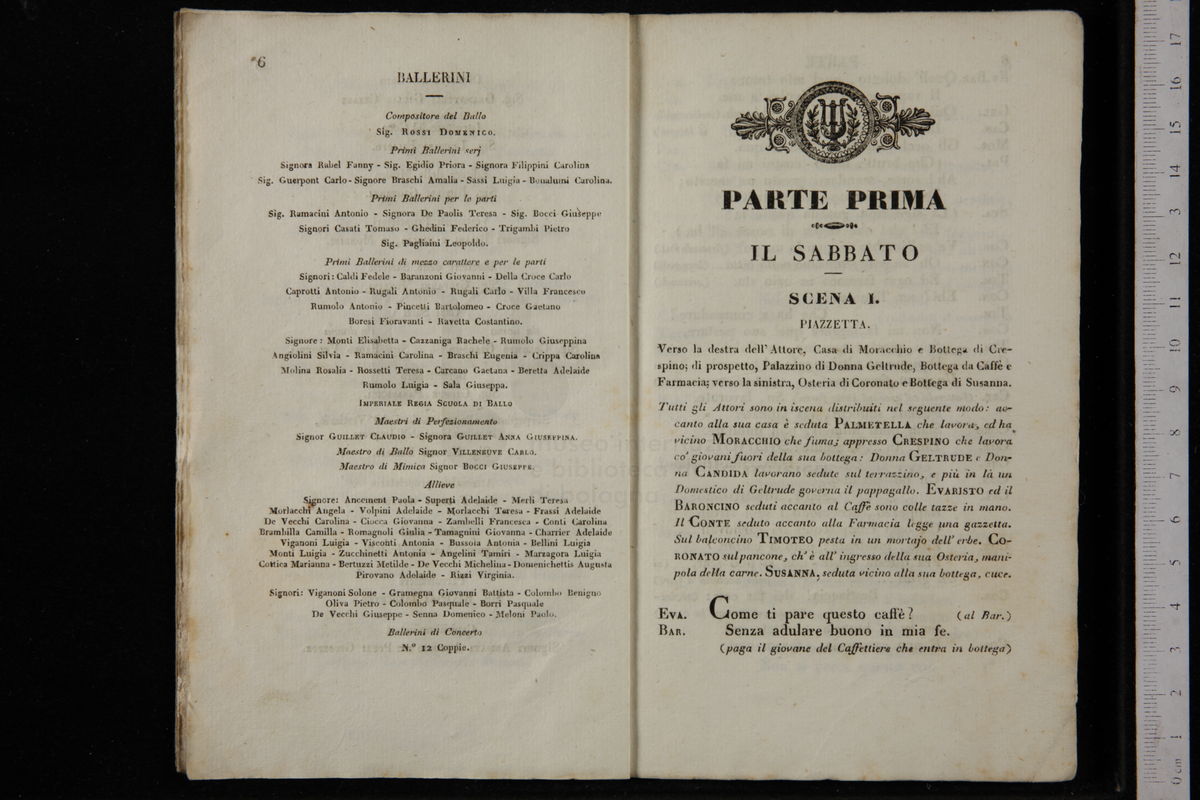 6
BALLERINI
Compositore del Ballo
Sig. ROSSI DOMENICO.
Primi Ballerini serj
Signora Rabel Fanny - Sig. Egidio Priora - Signora Filippini Carolina
Sig. Guerpont Carlo - Signore Braschi Amalia - Sassi Luigia - Bonalumi Carolina.
Primi Ballerini per le parti
Sig. Ramacini Antonio - Signora De Paolis Teresa - Sig. Bocci Giuseppe
Signori Casati Tomaso - Ghedini Federico - Trigambi Pietro
Sig. Pagliaini Leopoldo.
Primi Ballerini di mezzo carattere e per le parti
Signori: Caldi Fedele - Baranzoni Giovanni - Della Croce Carlo
Caprotti Antonio - Rugali Antonio - Rugali Carlo - Villa Francesco
Rumolo Antonio - Pincetti Bartolomeo - Croce Gaetano
Boresi Fioravanti - Ravetta Costantino.
Signore: Monti Elisabetta - Cazzaniga Rachele - Rumolo Giuseppina
Angiolini Silvia - Ramacini Carolina - Braschi Eugenia - Crippa Carolina
Molina Rosalia - Rossetti Teresa - Carcano Gaetana - Beretta Adelaide
Rumolo Luigia - Sala Giuseppa.
IMPERIALE REGIA SCUOLA DI BALLO
Maestri di Perfezionamento
Signor GUILLET CLAUDIO - Signora GUILLET ANNA GIUSEPPINA.
Maestro di Ballo Signor VILLENEUVE CARLO.
Maestro di Mimica Signor BOCCI GIUSEPPE.
Allieve
Signore: Ancement Paola - Superti Adelaide - Merli Teresa
Morlacchi Angela - Volpini Adelaide - Morlacchi Teresa - Frassi Adelaide
De Vecchi Carolina - Ciocca Giovanna - Zambelli Francesca - Conti Carolina
Brambilla Camilla - Romagnoli Giulia - Tamagnini Giovanna - Charrier Adelaide
Viganoni Luigia - Visconti Antonia - Bussola Antonia - Bellini Luigia
Monti Luigia - Zucchinetti Antonia - Angelini Tamiri - Marzagora Luigia
Cottica Marianna - Bertuzzi Metilde - De Vecchi Michelina - Domenichettis Augusta
Pirovano Adelaide - Rizzi Virginia.
Signori: Viganoni Solone - Gramegna Giovanni Battista - Colombo Benigno
Oliva Pietro - Colombo Pasquale - Borri Pasquale
De Vecchi Giuseppe - Senna Domenico - Meloni Paolo.
Ballerini di Concerto
N.º 12 Coppie.
PARTE PRIMA
IL SABBATO
SCENA I.
PIAZZETTA.
Verso la destra dell' Attore, Casa di Moracchio e Bottega di Cre-
spino; di prospetto, Palazzino di Donna Geltrude, Bottega da Caffè e
Farmacia; verso la sinistra, Osteria di Coronato e Bottega di Susanna.
Tutti gli Attori sono in iscena distribuiti nel seguente modo: ac-
canto alla sua casa è seduta PALMETELLA che lavora, ed ha
vicino MORACCHIO che fuma; appresso CRESPINO che lavora
co' giovani fuori della sua bottega: Donna GELTRUDE e Don-
na CANDIDA lavorano sedute sul terrazzino, e più in là un
Domestico di Geltrude governa il pappagallo. EVARISTO ed il
BARONCINO seduti accanto al Caffè sono colle tazze in mano.
Il CONTE seduto accanto alla Farmacia legge una gazzetta.
Sul balconcino TIMOTEO pesta in un mortajo dell' erbe. CO-
RONATO sul pancone, ch' è all' ingresso della sua Osteria, mani-
pola della carne. SUSANNA, seduta vicino alla sua bottega, cuce.
EVA. Come ti pare questo caffè? (al Bar.)
BAR. Senza adulare buono in mia fe.
(paga il giovane del Caffettiere che entra in bottega)